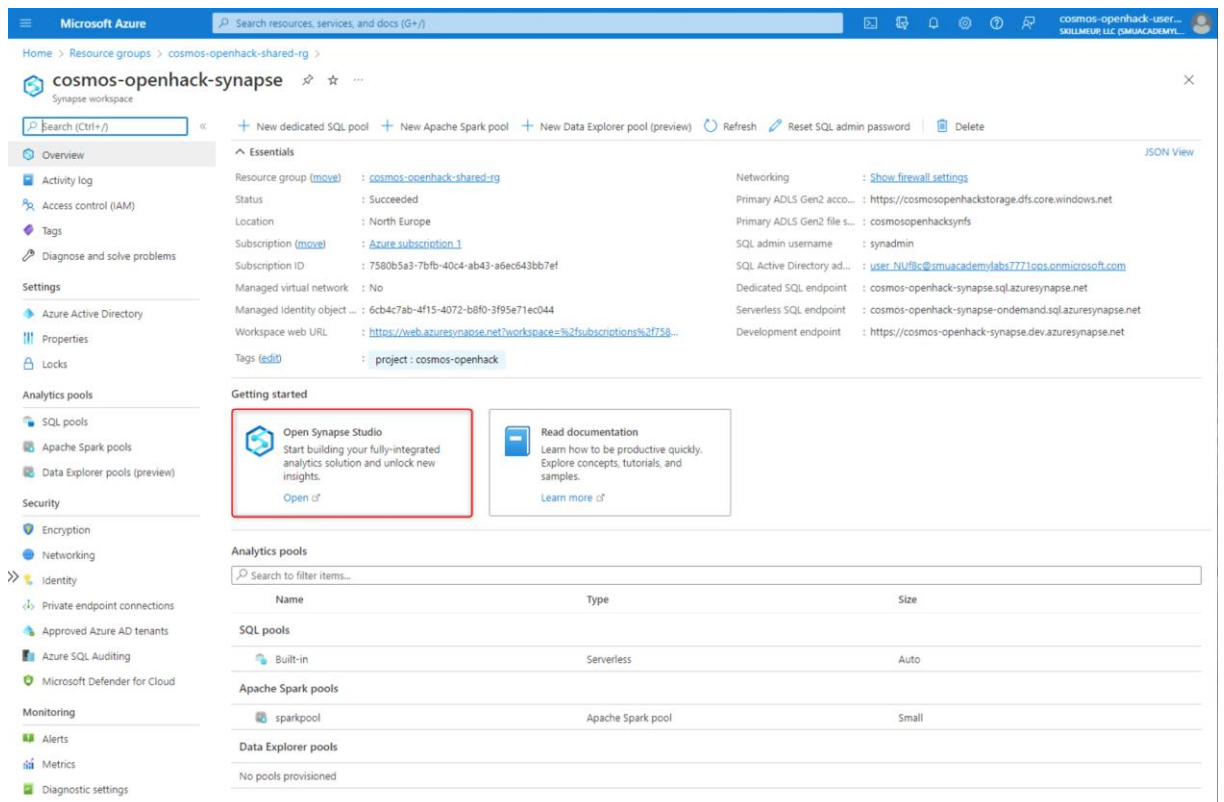 Microsoft Azure
Search resources, services, and docs (G+/)
cosmos-openhack-user...
SKILLMEUP, LLC (SMUACADEMYL...
Home > Resource groups > cosmos-openhack-shared-rg >
cosmos-openhack-synapse
Synapse workspace
Search (Ctrl+/)
Overview
Activity log
Access control (IAM)
Tags
Diagnose and solve problems
Settings
Azure Active Directory
Properties
Locks
Analytics pools
SQL pools
Apache Spark pools
Data Explorer pools (preview)
Security
Encryption
Networking
Identity
Private endpoint connections
Approved Azure AD tenants
Azure SQL Auditing
Microsoft Defender for Cloud
Monitoring
Alerts
Metrics
Diagnostic settings
New dedicated SQL pool New Apache Spark pool New Data Explorer pool (preview) Refresh Reset SQL admin password Delete
Essentials JSON View
Resource group (move) : cosmos-openhack-shared-rg
Status : Succeeded
Location : North Europe
Subscription (move) : Azure subscription 1
Subscription ID : 7580b5a3-7bfb-40c4-ab43-a6ec643bb7ef
Managed virtual network : No
Managed Identity object ... : 6cb4c7ab-4f15-4072-b8f0-3f95e71ec044
Workspace web URL : https://web.azuresynapse.net?workspace=%2fsubscriptions%2f758...
Tags (edit) : project : cosmos-openhack
Networking : Show firewall settings
Primary ADLS Gen2 acco... : https://cosmosopenhackstorage.dfs.core.windows.net
Primary ADLS Gen2 file s... : cosmosopenhacksynfs
SQL admin username : synadmin
SQL Active Directory ad... : user_NUf8c@smuacademylabs7771ops.onmicrosoft.com
Dedicated SQL endpoint : cosmos-openhack-synapse.sql.azuresynapse.net
Serverless SQL endpoint : cosmos-openhack-synapse-ondemand.sql.azuresynapse.net
Development endpoint : https://cosmos-openhack-synapse.dev.azuresynapse.net
Getting started
Open Synapse Studio
Start building your fully-integrated
analytics solution and unlock new
insights.
Open
Read documentation
Learn how to be productive quickly.
Explore concepts, tutorials, and
samples.
Learn more
Analytics pools
Search to filter items...
Name Type Size
SQL pools
Built-in Serverless Auto
Apache Spark pools
sparkpool Apache Spark pool Small
Data Explorer pools
No pools provisioned